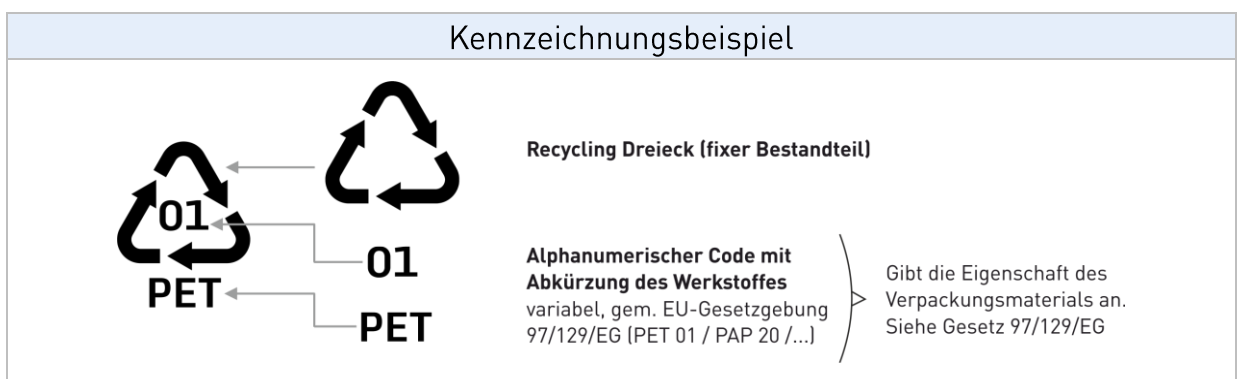 Kennzeichnungsbeispiel
01
PET
Recycling Dreieck (fixer Bestandteil)
01
PET
Alphanumerischer Code mit
Abkürzung des Werkstoffes
variabel, gem. EU-Gesetzgebung
97/129/EG (PET 01 / PAP 20 /...)
Gibt die Eigenschaft des
Verpackungsmaterials an.
Siehe Gesetz 97/129/EG